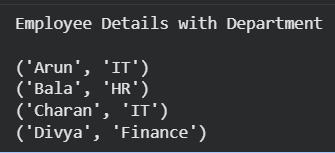 Employee Details with Department
('Arun', 'IT')
('Bala', 'HR')
('Charan', 'IT')
('Divya', 'Finance')